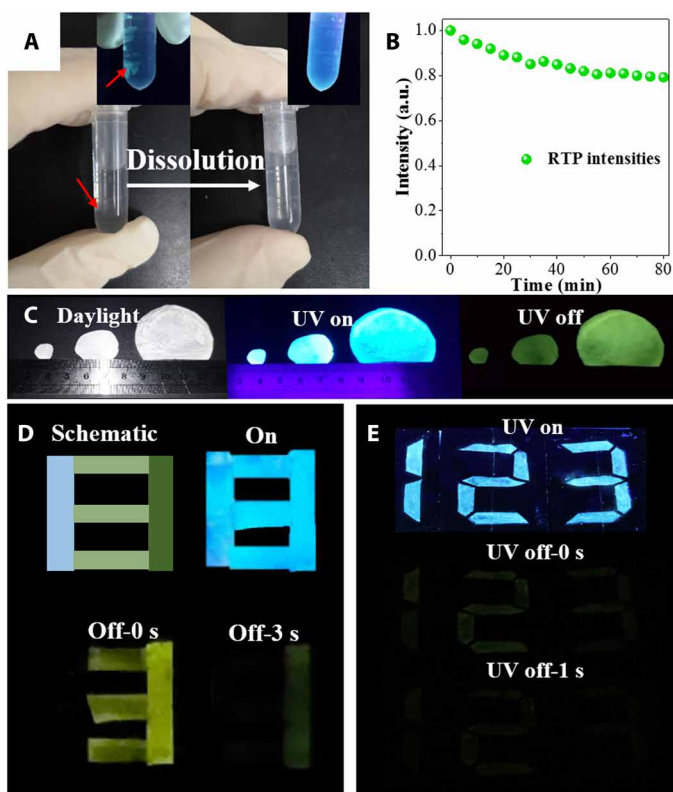 A
Dissolution
B
Intensity (a.u.)
1.0
0.8
0.6
0.4
0.2
0.0
RTP intensities
0
20
40
60
80
Time (min)
C
Daylight
UV on
UV off
D
Schematic
On
Off-0 s
Off-3 s
E
UV on
123
UV off-0 s
123
UV off-1 s